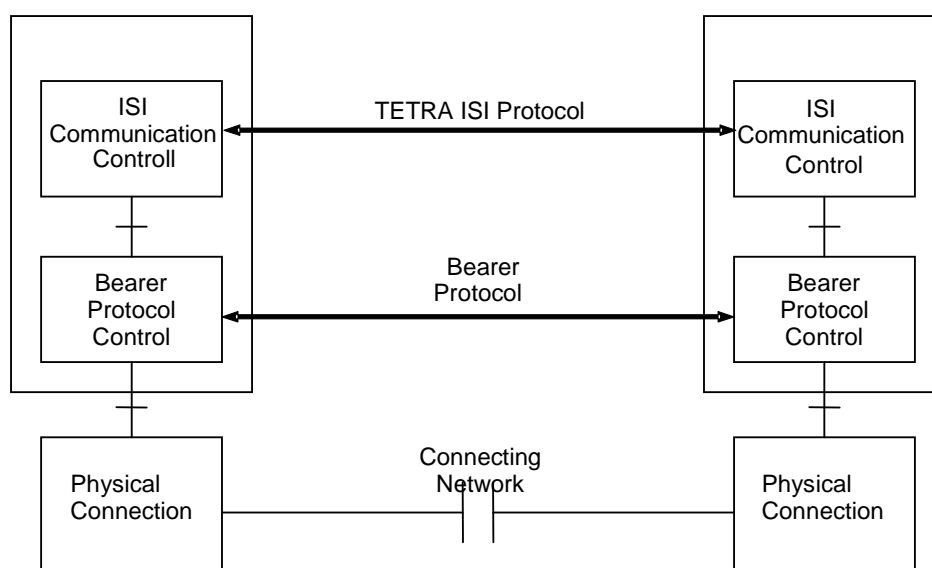 ISI
Communication
Controll
TETRA ISI Protocol
ISI
Communication
Control
Bearer
Protocol
Control
Bearer
Protocol
Bearer
Protocol
Control
Physical
Connection
Connecting
Network
Physical
Connection